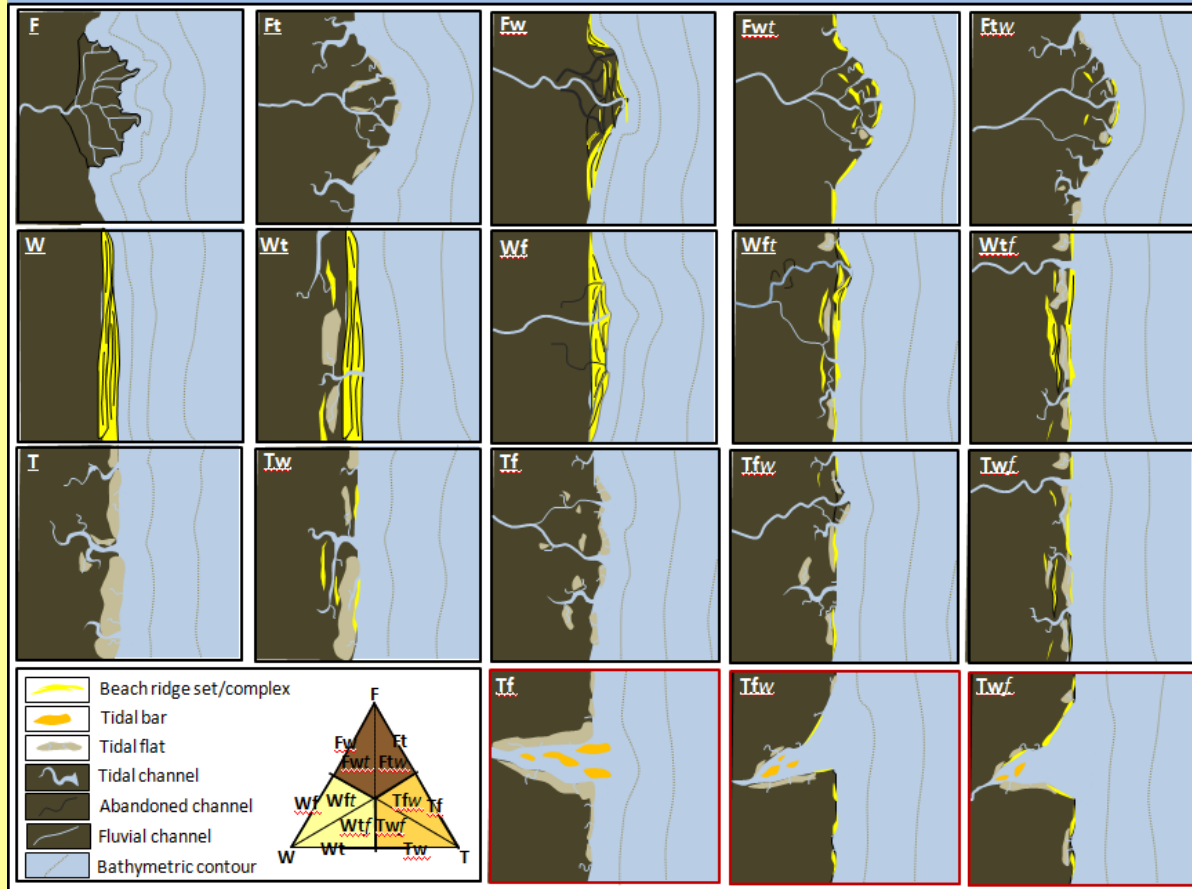 F
Ft
Fw
Fwt
Ftw
W
Wt
Wf
Wft
Wtf
T
Tw
Tf
Tfw
Twf
Beach ridge set/complex
Tidal bar
Tidal flat
Tidal channel
Abandoned channel
Fluvial channel
Bathymetric contour
F
Fw Ft
Fwt Ftw
Wf Wft Tfw Tf
Wtf Twf
W Wt Tw T
Tf
Tfw
Twf